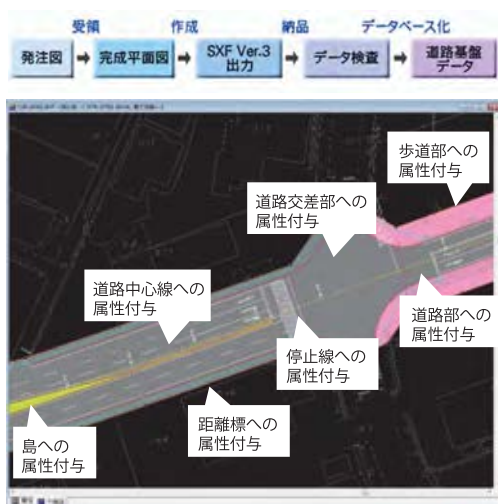 受領
作成
納品
データベース化
発注図
完成平面図
SXF Ver.3
出力
データ検査
道路基盤
データ
歩道部への
属性付与
道路交差部への
属性付与
道路中心線への
属性付与
道路部への
属性付与
停止線への
属性付与
距離標への
属性付与
島への
属性付与